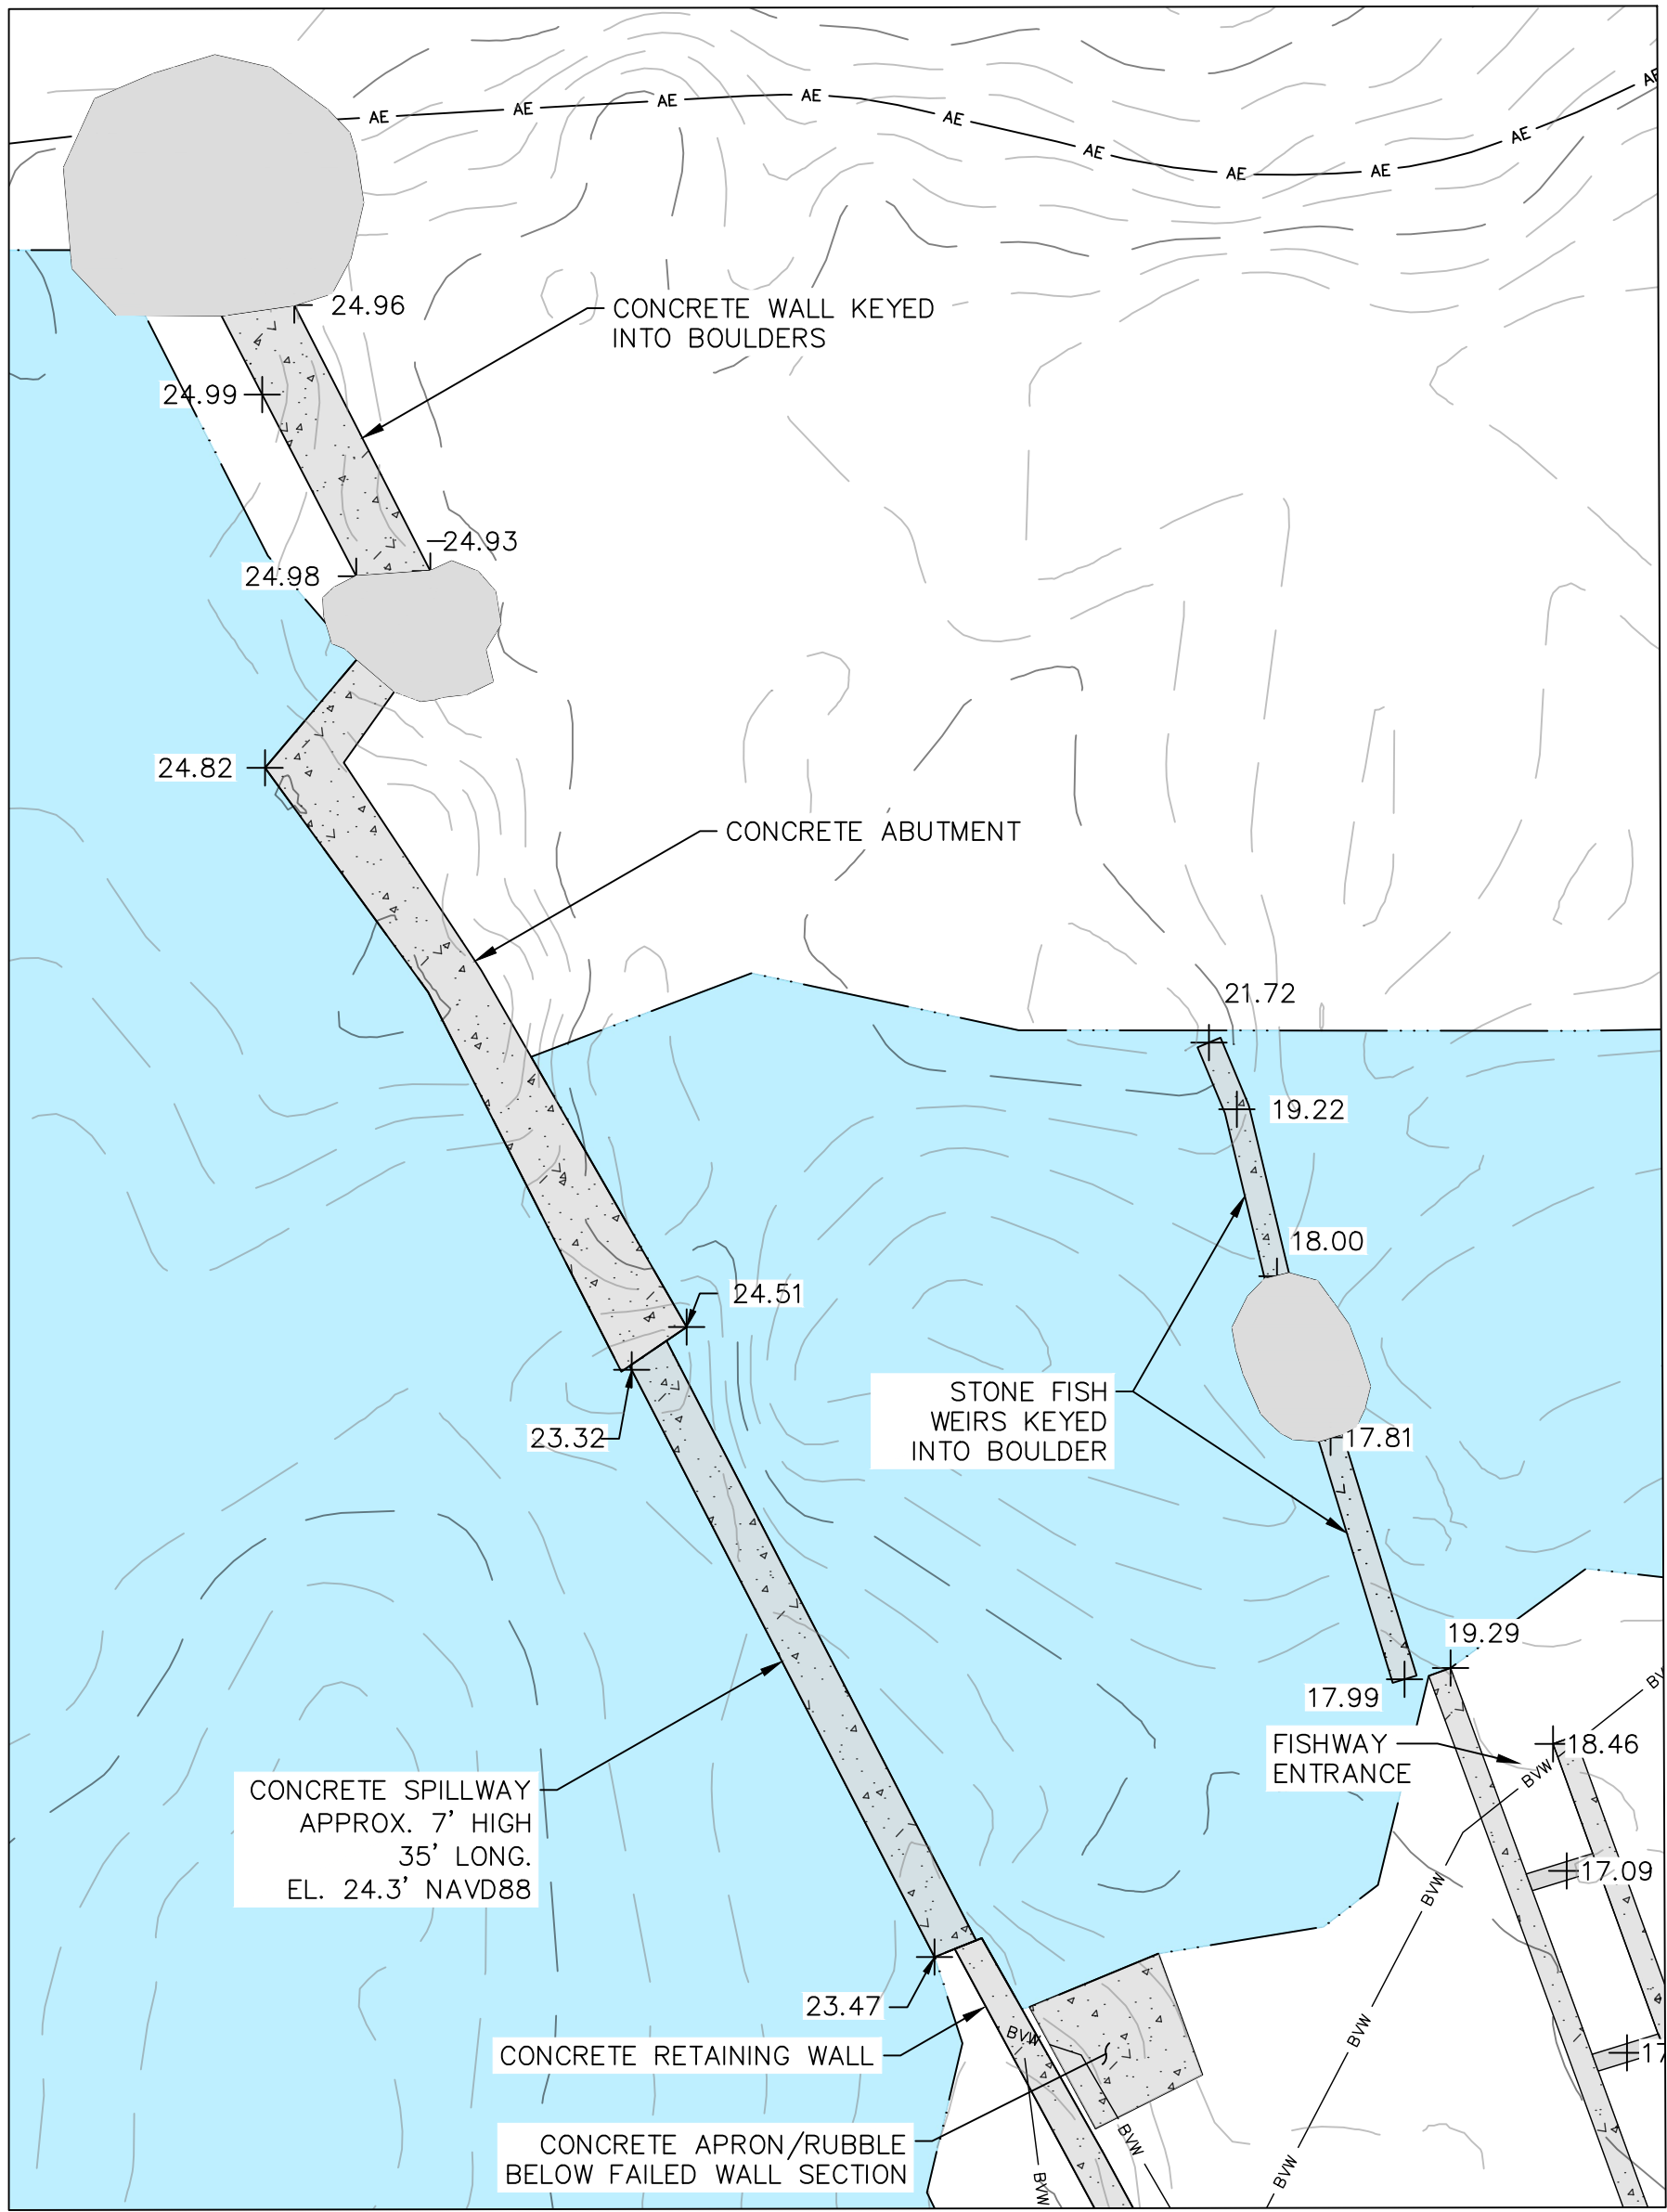 AE
AE
AE
AE
AE
AE
AE
AE
AE
AE
24.96
CONCRETE WALL KEYED
INTO BOULDERS
24.99
24.93
24.98
24.82
CONCRETE ABUTMENT
21.72
19.22
18.00
24.51
STONE FISH
WEIRS KEYED
INTO BOULDER
23.32
17.81
19.29
17.99
FISHWAY
ENTRANCE
18.46
BVW
CONCRETE SPILLWAY
APPROX. 7' HIGH
35' LONG.
EL. 24.3' NAVD88
17.09
BVW
23.47
BVW
BVW
CONCRETE RETAINING WALL
CONCRETE APRON/RUBBLE
BELOW FAILED WALL SECTION
BVW
BVW
BVW